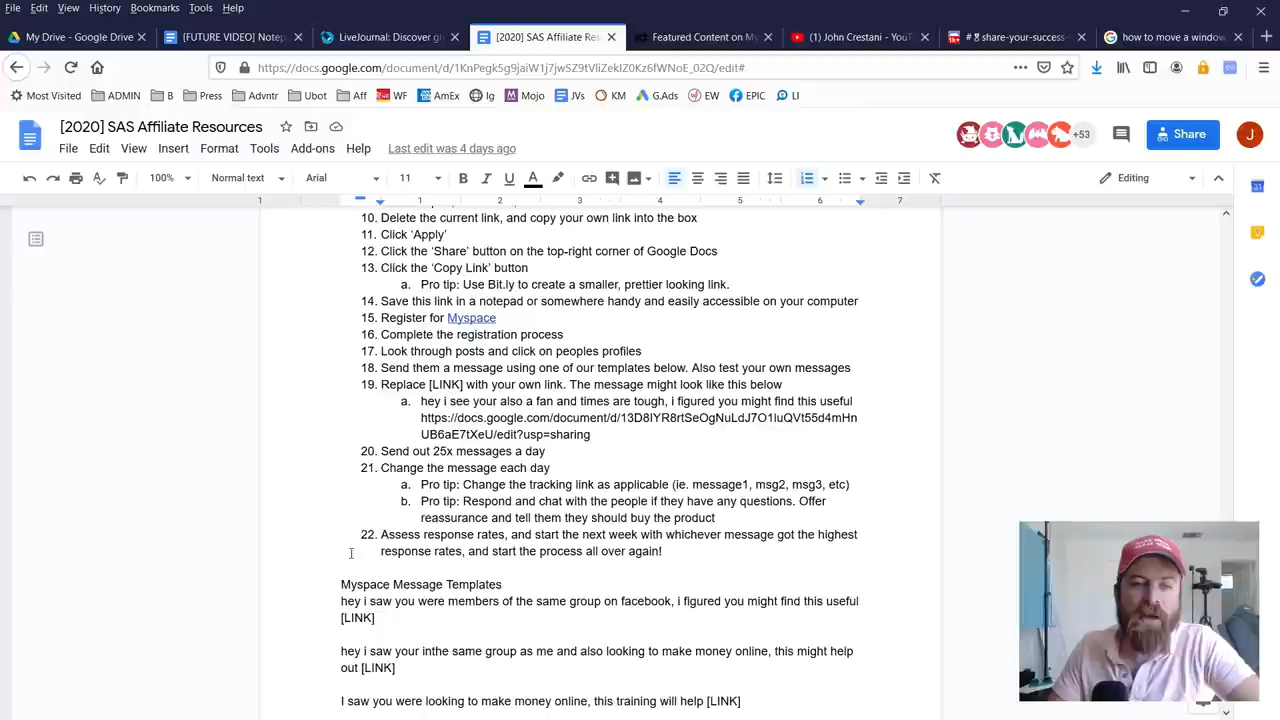 File Edit View History Bookmarks Tools Help
My Drive - Google Drive
[FUTURE VIDEO] Notep
LiveJournal: Discover gl
[2020] SAS Affiliate Res
Featured Content on My
(1) John Crestani - YouT
# share-your-success-
how to move a window
https://docs.google.com/document/d/1KnPegk5g9jaiW1j7jwSZ9tVliZekIZ0Kz6fWNoE_02Q/edit#
Most Visited ADMIN B Press Advntr Ubot Aff WF AmEx Ig Mojo JVs KM G.Ads EW EPIC LI
[2020] SAS Affiliate Resources
+53
Share
J
File Edit View Insert Format Tools Add-ons Help Last edit was 4 days ago
100% Normal text Arial 11 B I U A Editing
1 1 2 3 4 5 6 7
10. Delete the current link, and copy your own link into the box
11. Click ‘Apply’
12. Click the ‘Share’ button on the top-right corner of Google Docs
13. Click the ‘Copy Link’ button
a. Pro tip: Use Bit.ly to create a smaller, prettier looking link.
14. Save this link in a notepad or somewhere handy and easily accessible on your computer
15. Register for Myspace
16. Complete the registration process
17. Look through posts and click on peoples profiles
18. Send them a message using one of our templates below. Also test your own messages
19. Replace [LINK] with your own link. The message might look like this below
a. hey i see your also a fan and times are tough, i figured you might find this useful
https://docs.google.com/document/d/13D8IYR8rtSeOgNuLdJ7O1luQVt55d4mHn
UB6aE7tXeU/edit?usp=sharing
20. Send out 25x messages a day
21. Change the message each day
a. Pro tip: Change the tracking link as applicable (ie. message1, msg2, msg3, etc)
b. Pro tip: Respond and chat with the people if they have any questions. Offer
reassurance and tell them they should buy the product
22. Assess response rates, and start the next week with whichever message got the highest
response rates, and start the process all over again!
Myspace Message Templates
hey i saw you were members of the same group on facebook, i figured you might find this useful
[LINK]
hey i saw your inthe same group as me and also looking to make money online, this might help
out [LINK]
I saw you were looking to make money online, this training will help [LINK]